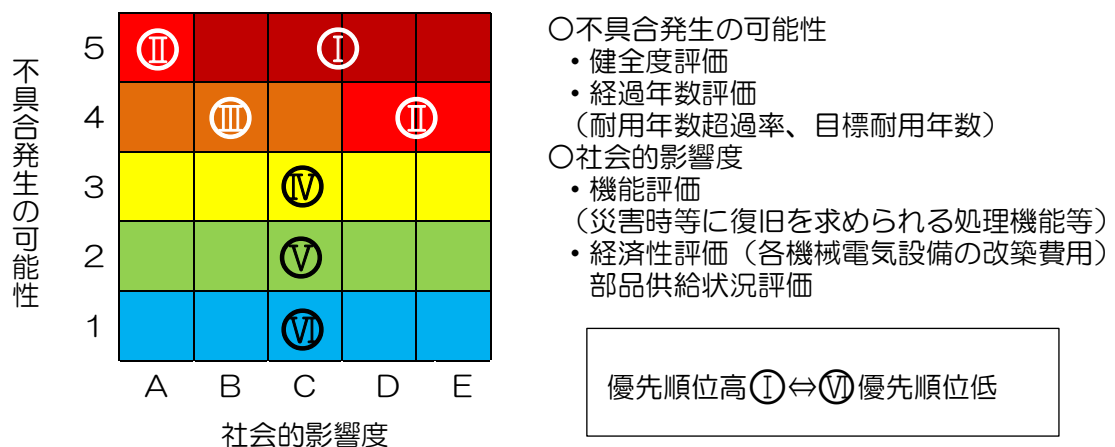 不具合発生の可能性
5
Ⅱ
Ⅰ
4
Ⅲ
Ⅱ
3
Ⅳ
2
Ⅴ
1
Ⅵ
A B C D E
社会的影響度
○不具合発生の可能性
・健全度評価
・経過年数評価
（耐用年数超過率、目標耐用年数）
○社会的影響度
・機能評価
（災害時等に復旧を求められる処理機能等）
・経済性評価（各機械電気設備の改築費用）
部品供給状況評価
優先順位高Ⅰ⇔Ⅵ優先順位低